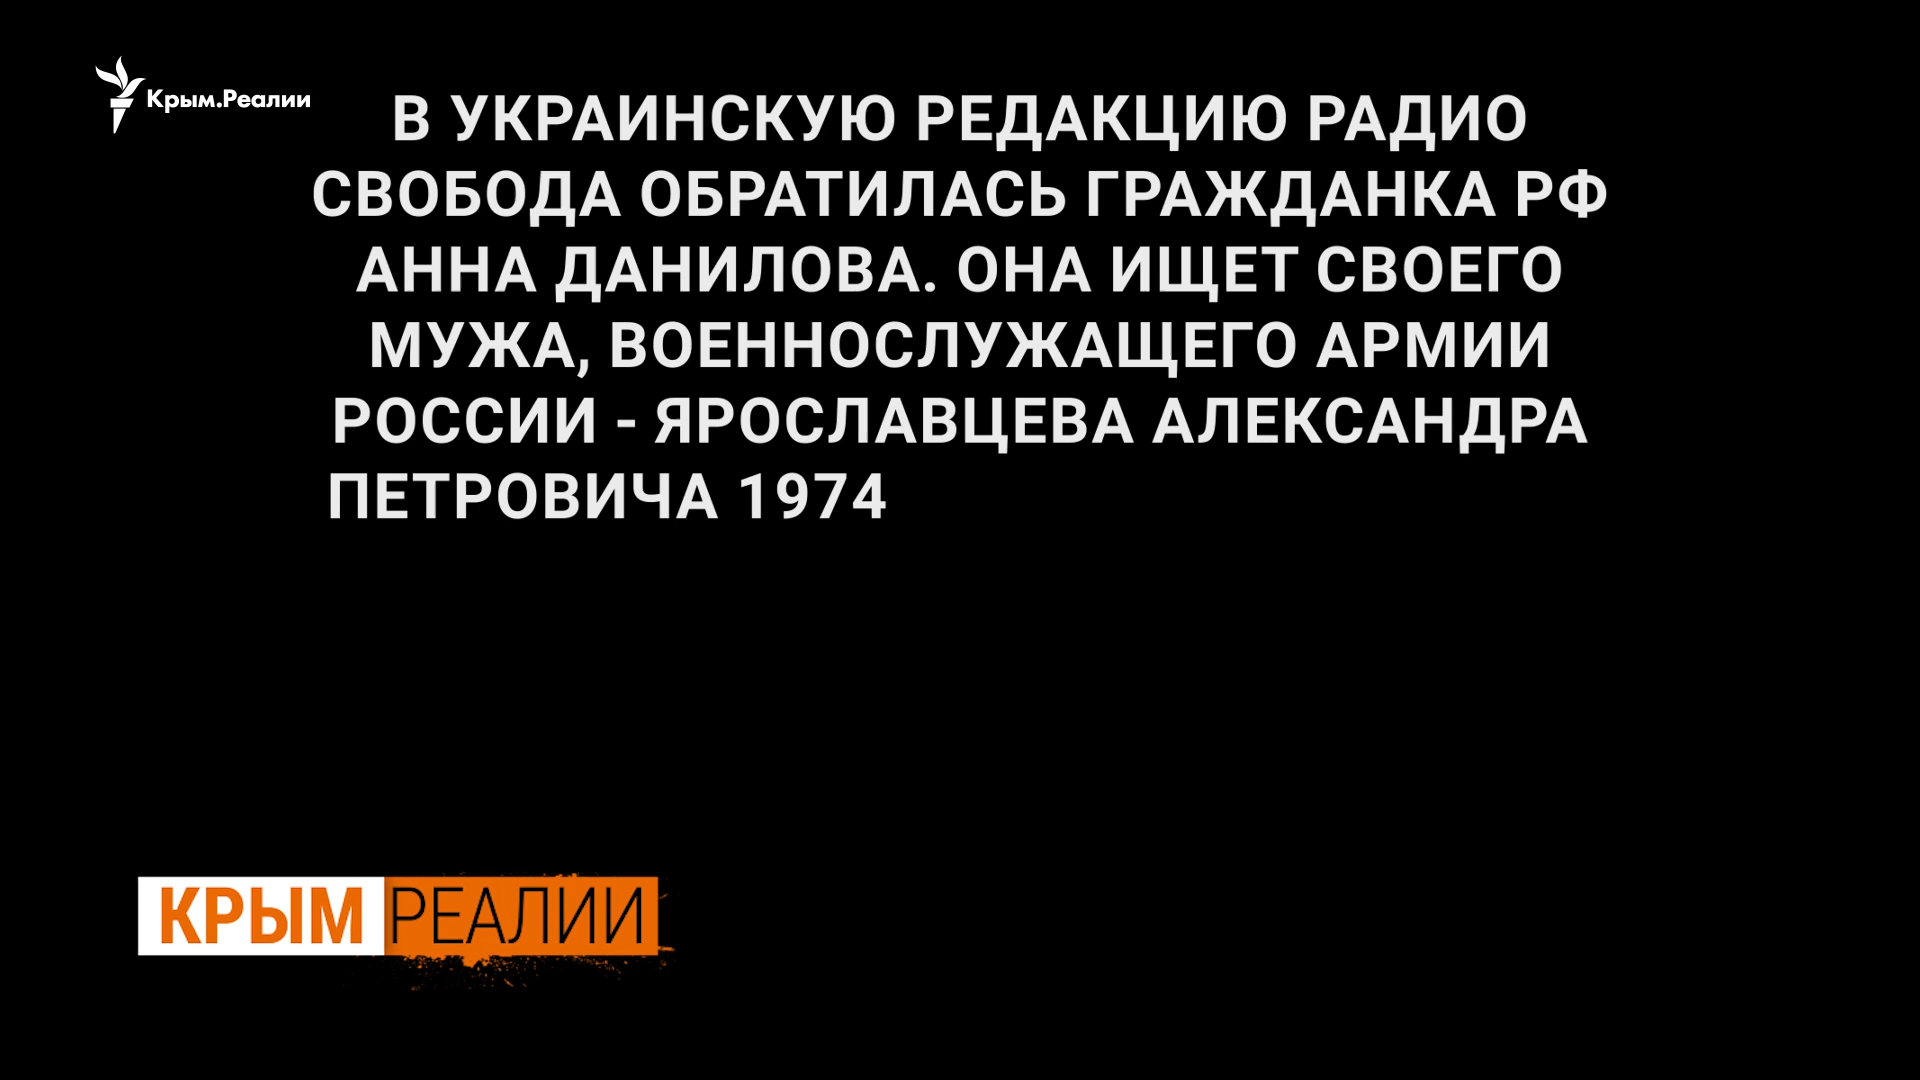 Крым.Реалии
В УКРАИНСКУЮ РЕДАКЦИЮ РАДИО
СВОБОДА ОБРАТИЛАСЬ ГРАЖДАНКА РФ
АННА ДАНИЛОВА. ОНА ИЩЕТ СВОЕГО
МУЖА, ВОЕННОСЛУЖАЩЕГО АРМИИ
РОССИИ - ЯРОСЛАВЦЕВА АЛЕКСАНДРА
ПЕТРОВИЧА 1974
КРЫМ РЕАЛИИ